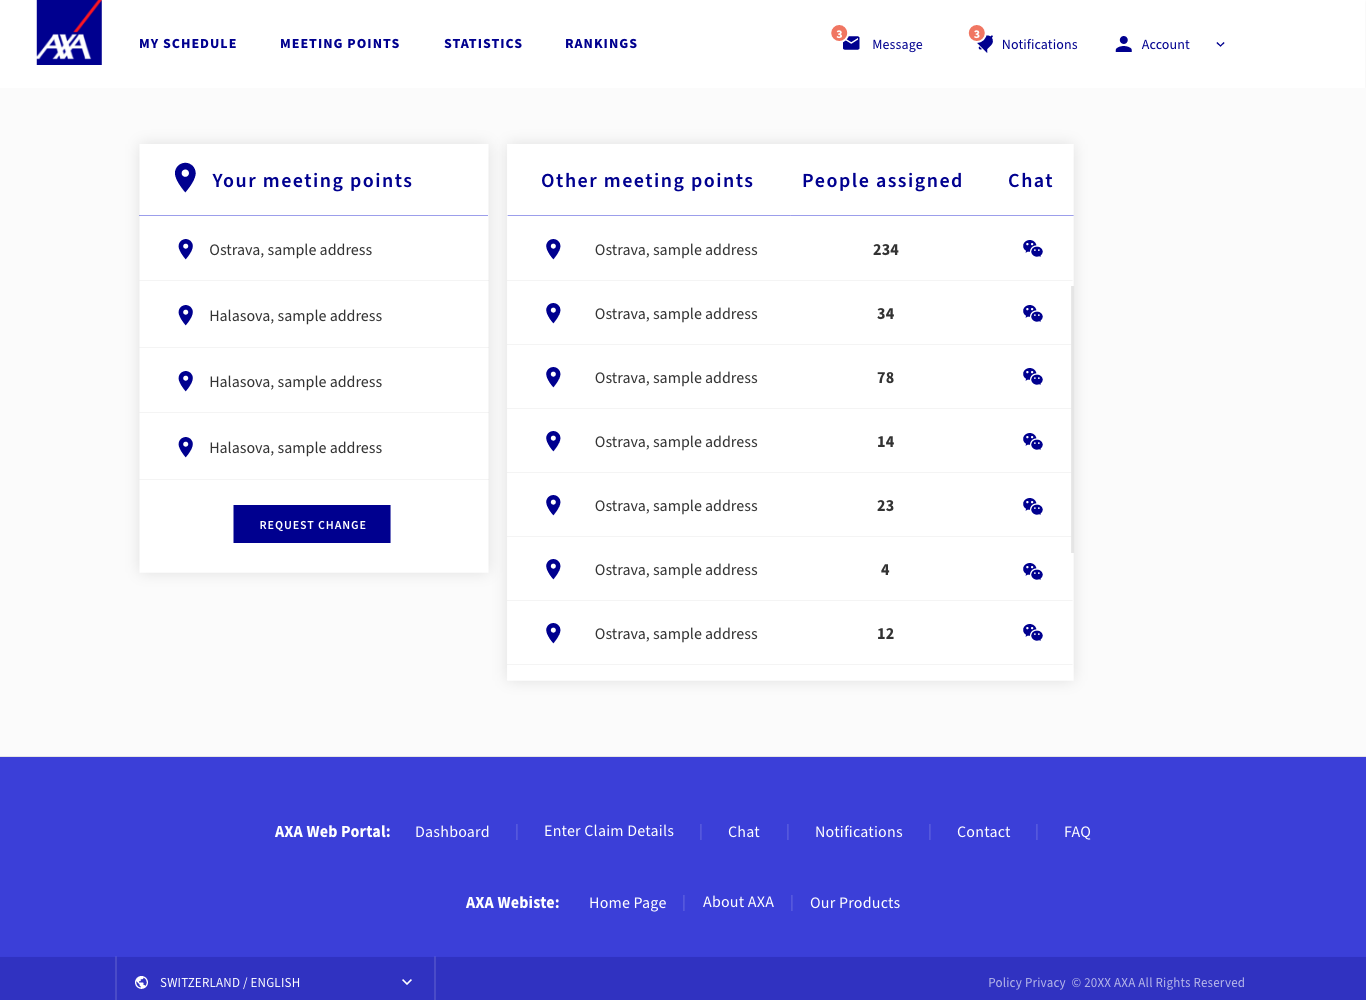 AXA
MY SCHEDULE
MEETING POINTS
STATISTICS
RANKINGS
3
Message
3
Notifications
Account
Your meeting points
Ostrava, sample address
Halasova, sample address
Halasova, sample address
Halasova, sample address
REQUEST CHANGE
Other meeting points People assigned Chat
Ostrava, sample address 234
Ostrava, sample address 34
Ostrava, sample address 78
Ostrava, sample address 14
Ostrava, sample address 23
Ostrava, sample address 4
Ostrava, sample address 12
AXA Web Portal: Dashboard | Enter Claim Details | Chat | Notifications | Contact | FAQ
AXA Webiste: Home Page | About AXA | Our Products
SWITZERLAND / ENGLISH
Policy Privacy © 20XX AXA All Rights Reserved